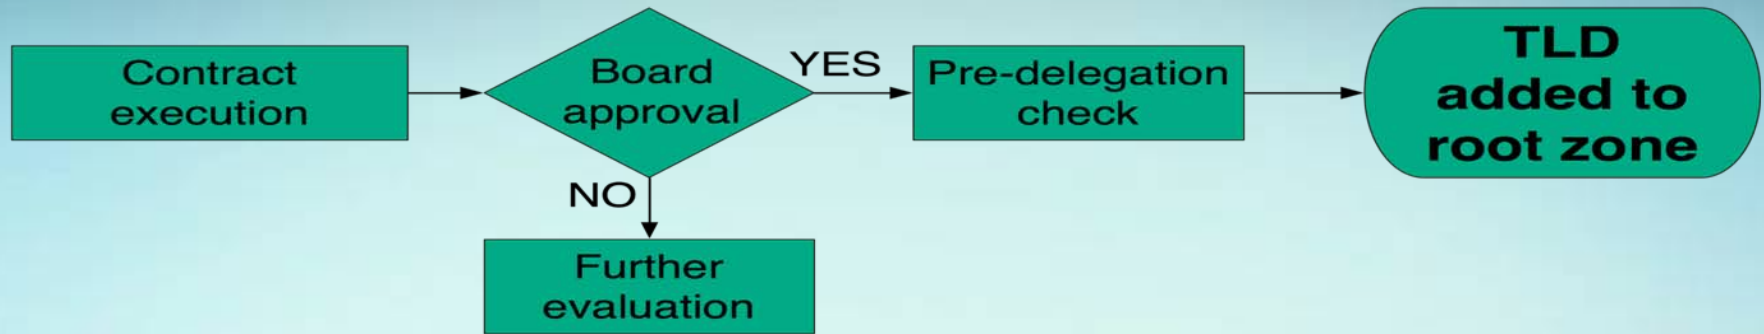 Contract
execution
Board
approval
YES
Pre-delegation
check
TLD
added to
root zone
NO
Further
evaluation